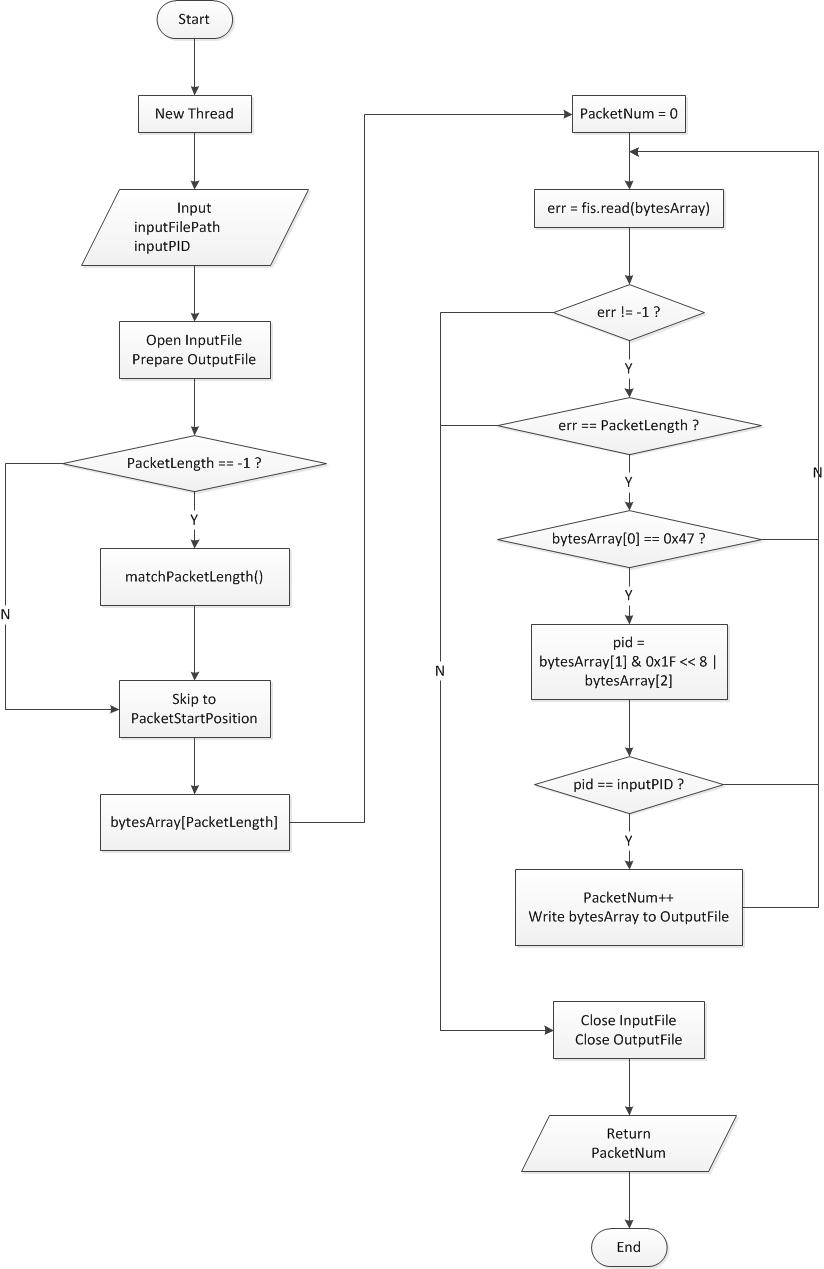 Start
New Thread
Input
inputFilePath
inputPID
Open InputFile
Prepare OutputFile
PacketLength == -1 ?
Y
matchPacketLength()
N
Skip to
PacketStartPosition
bytesArray[PacketLength]
PacketNum = 0
err = fis.read(bytesArray)
err != -1 ?
Y
err == PacketLength ?
N
Y
bytesArray[0] == 0x47 ?
Y
pid =
bytesArray[1] & 0x1F << 8 |
bytesArray[2]
N
pid == inputPID ?
Y
PacketNum++
Write bytesArray to OutputFile
Close InputFile
Close OutputFile
Return
PacketNum
End